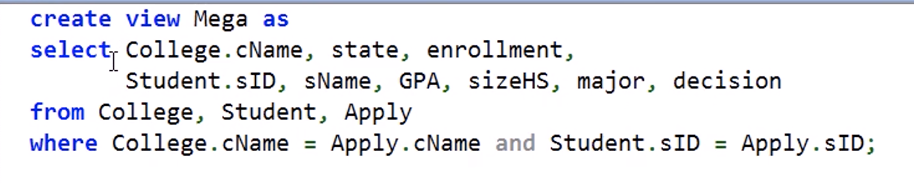 create view Mega as
select College.cName, state, enrollment,
Student.sID, sName, GPA, sizeHS, major, decision
from College, Student, Apply
where College.cName = Apply.cName and Student.sID = Apply.sID;